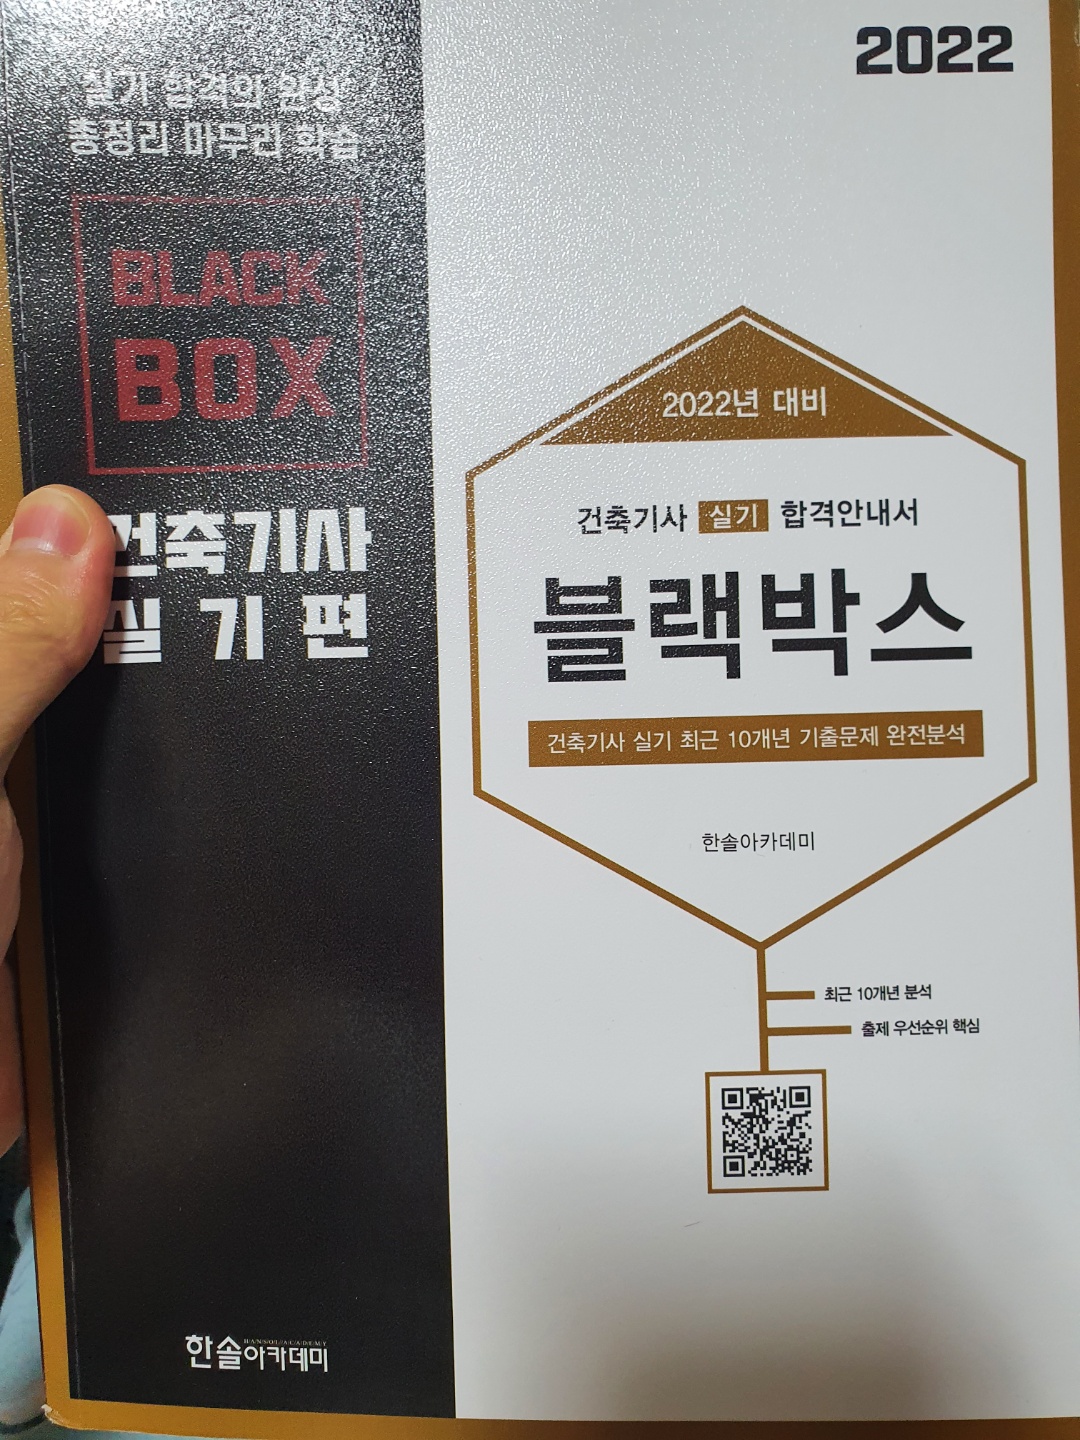 2022
실기 합격의 완성
총정리 마무리 학습
BLACK
BOX
건축기사
실기편
2022년 대비
건축기사 실기 합격안내서
블랙박스
건축기사 실기 최근 10개년 기출문제 완전분석
한솔아카데미
최근 10개년 분석
출제 우선순위 핵심
HANSOLACADEMY
한솔아카데미